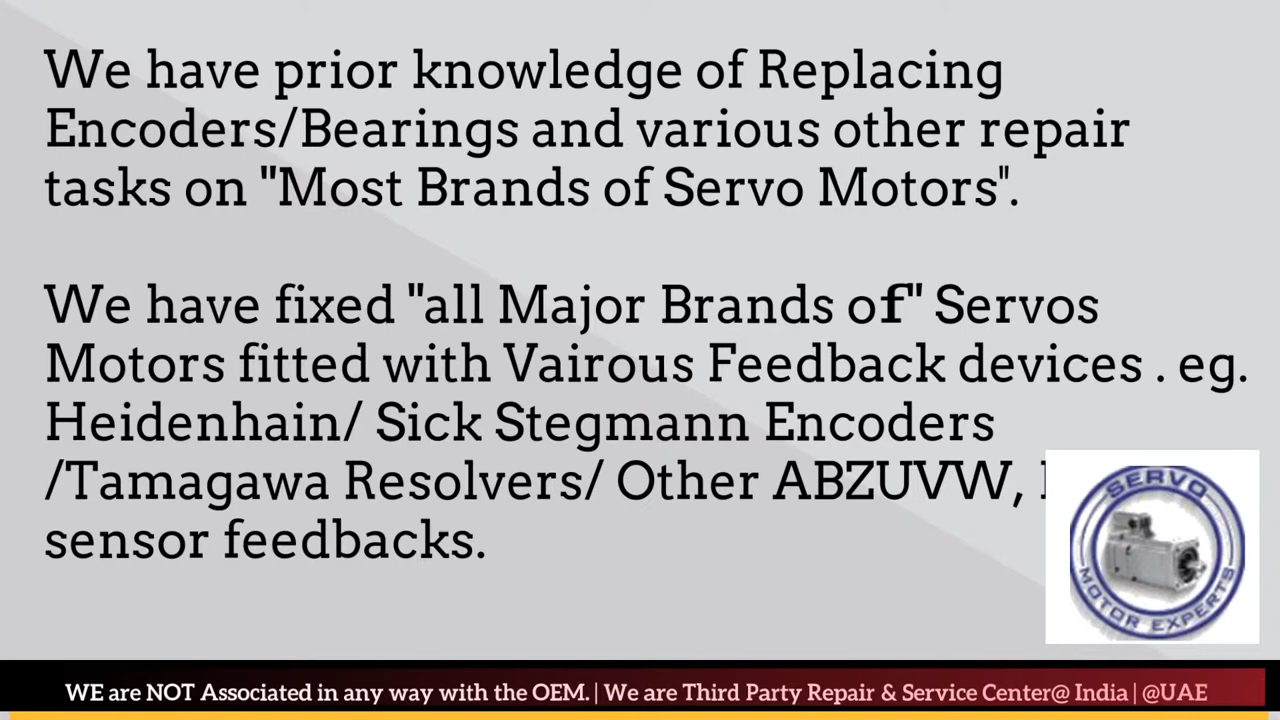 We have prior knowledge of Replacing
Encoders/Bearings and various other repair
tasks on "Most Brands of Servo Motors".
We have fixed "all Major Brands of" Servos
Motors fitted with Vairous Feedback devices . eg.
Heidenhain/ Sick Stegmann Encoders
/Tamagawa Resolvers/ Other ABZUVW,
sensor feedbacks.
SERVO
MOTOR EXPERTS
WE are NOT Associated in any way with the OEM. | We are Third Party Repair & Service Center@ India | @UAE